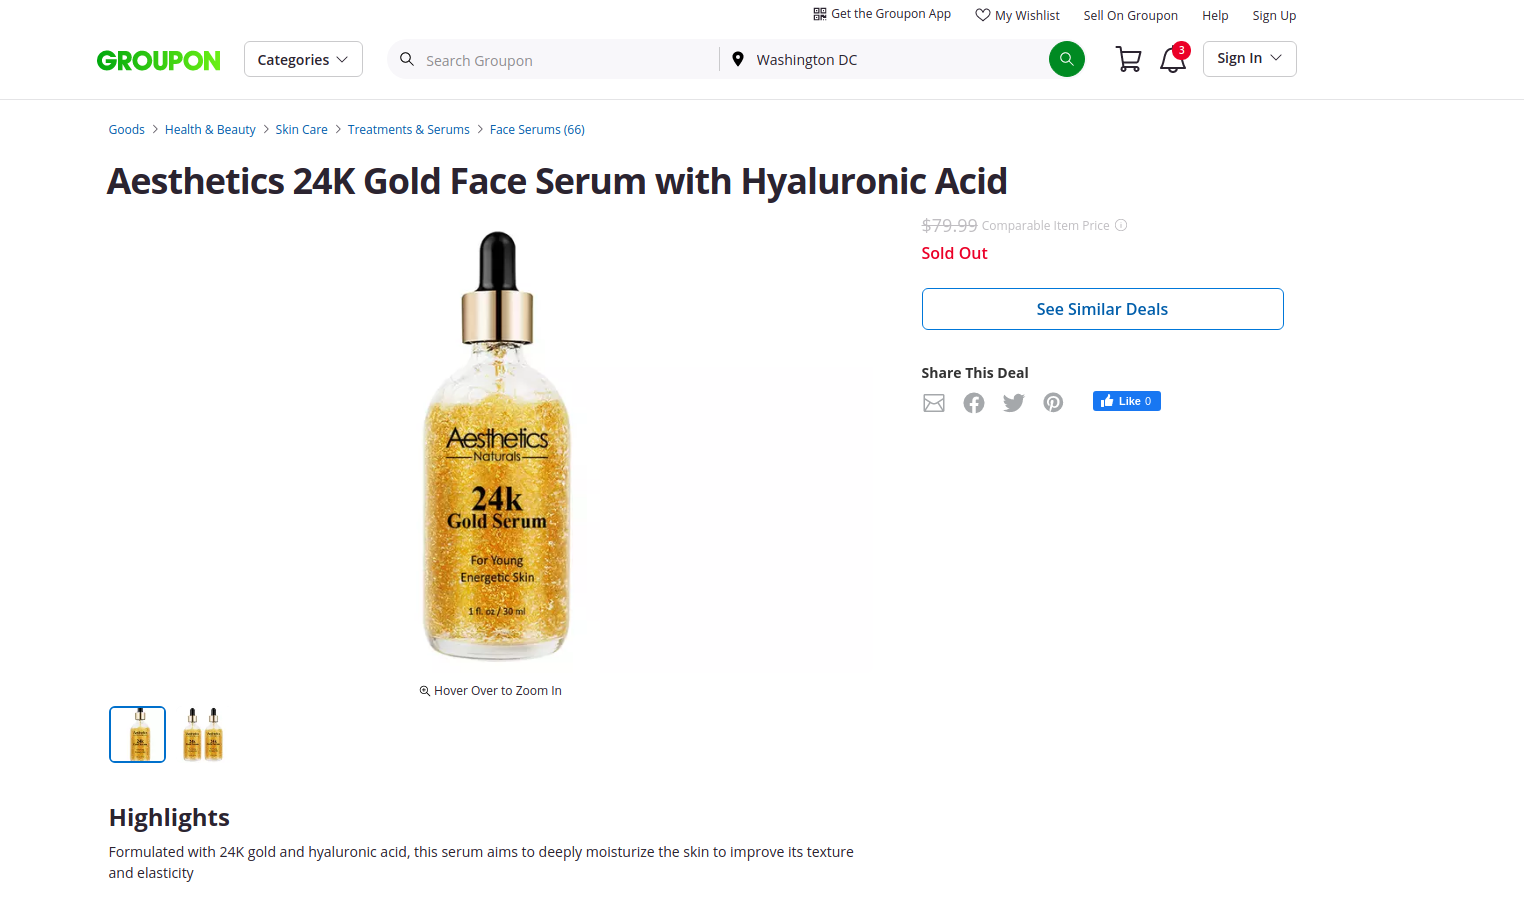 Get the Groupon App
My Wishlist
Sell On Groupon
Help
Sign Up
GROUPON
Categories
Search Groupon
Washington DC
3
Sign In
Goods > Health & Beauty > Skin Care > Treatments & Serums > Face Serums (66)
Aesthetics 24K Gold Face Serum with Hyaluronic Acid
$79.99 Comparable Item Price
Sold Out
See Similar Deals
Share This Deal
Like 0
Aesthetics
Naturals
24k
Gold Serum
For Young
Energetic Skin
1 fl. oz / 30 ml
Hover Over to Zoom In
Highlights
Formulated with 24K gold and hyaluronic acid, this serum aims to deeply moisturize the skin to improve its texture
and elasticity